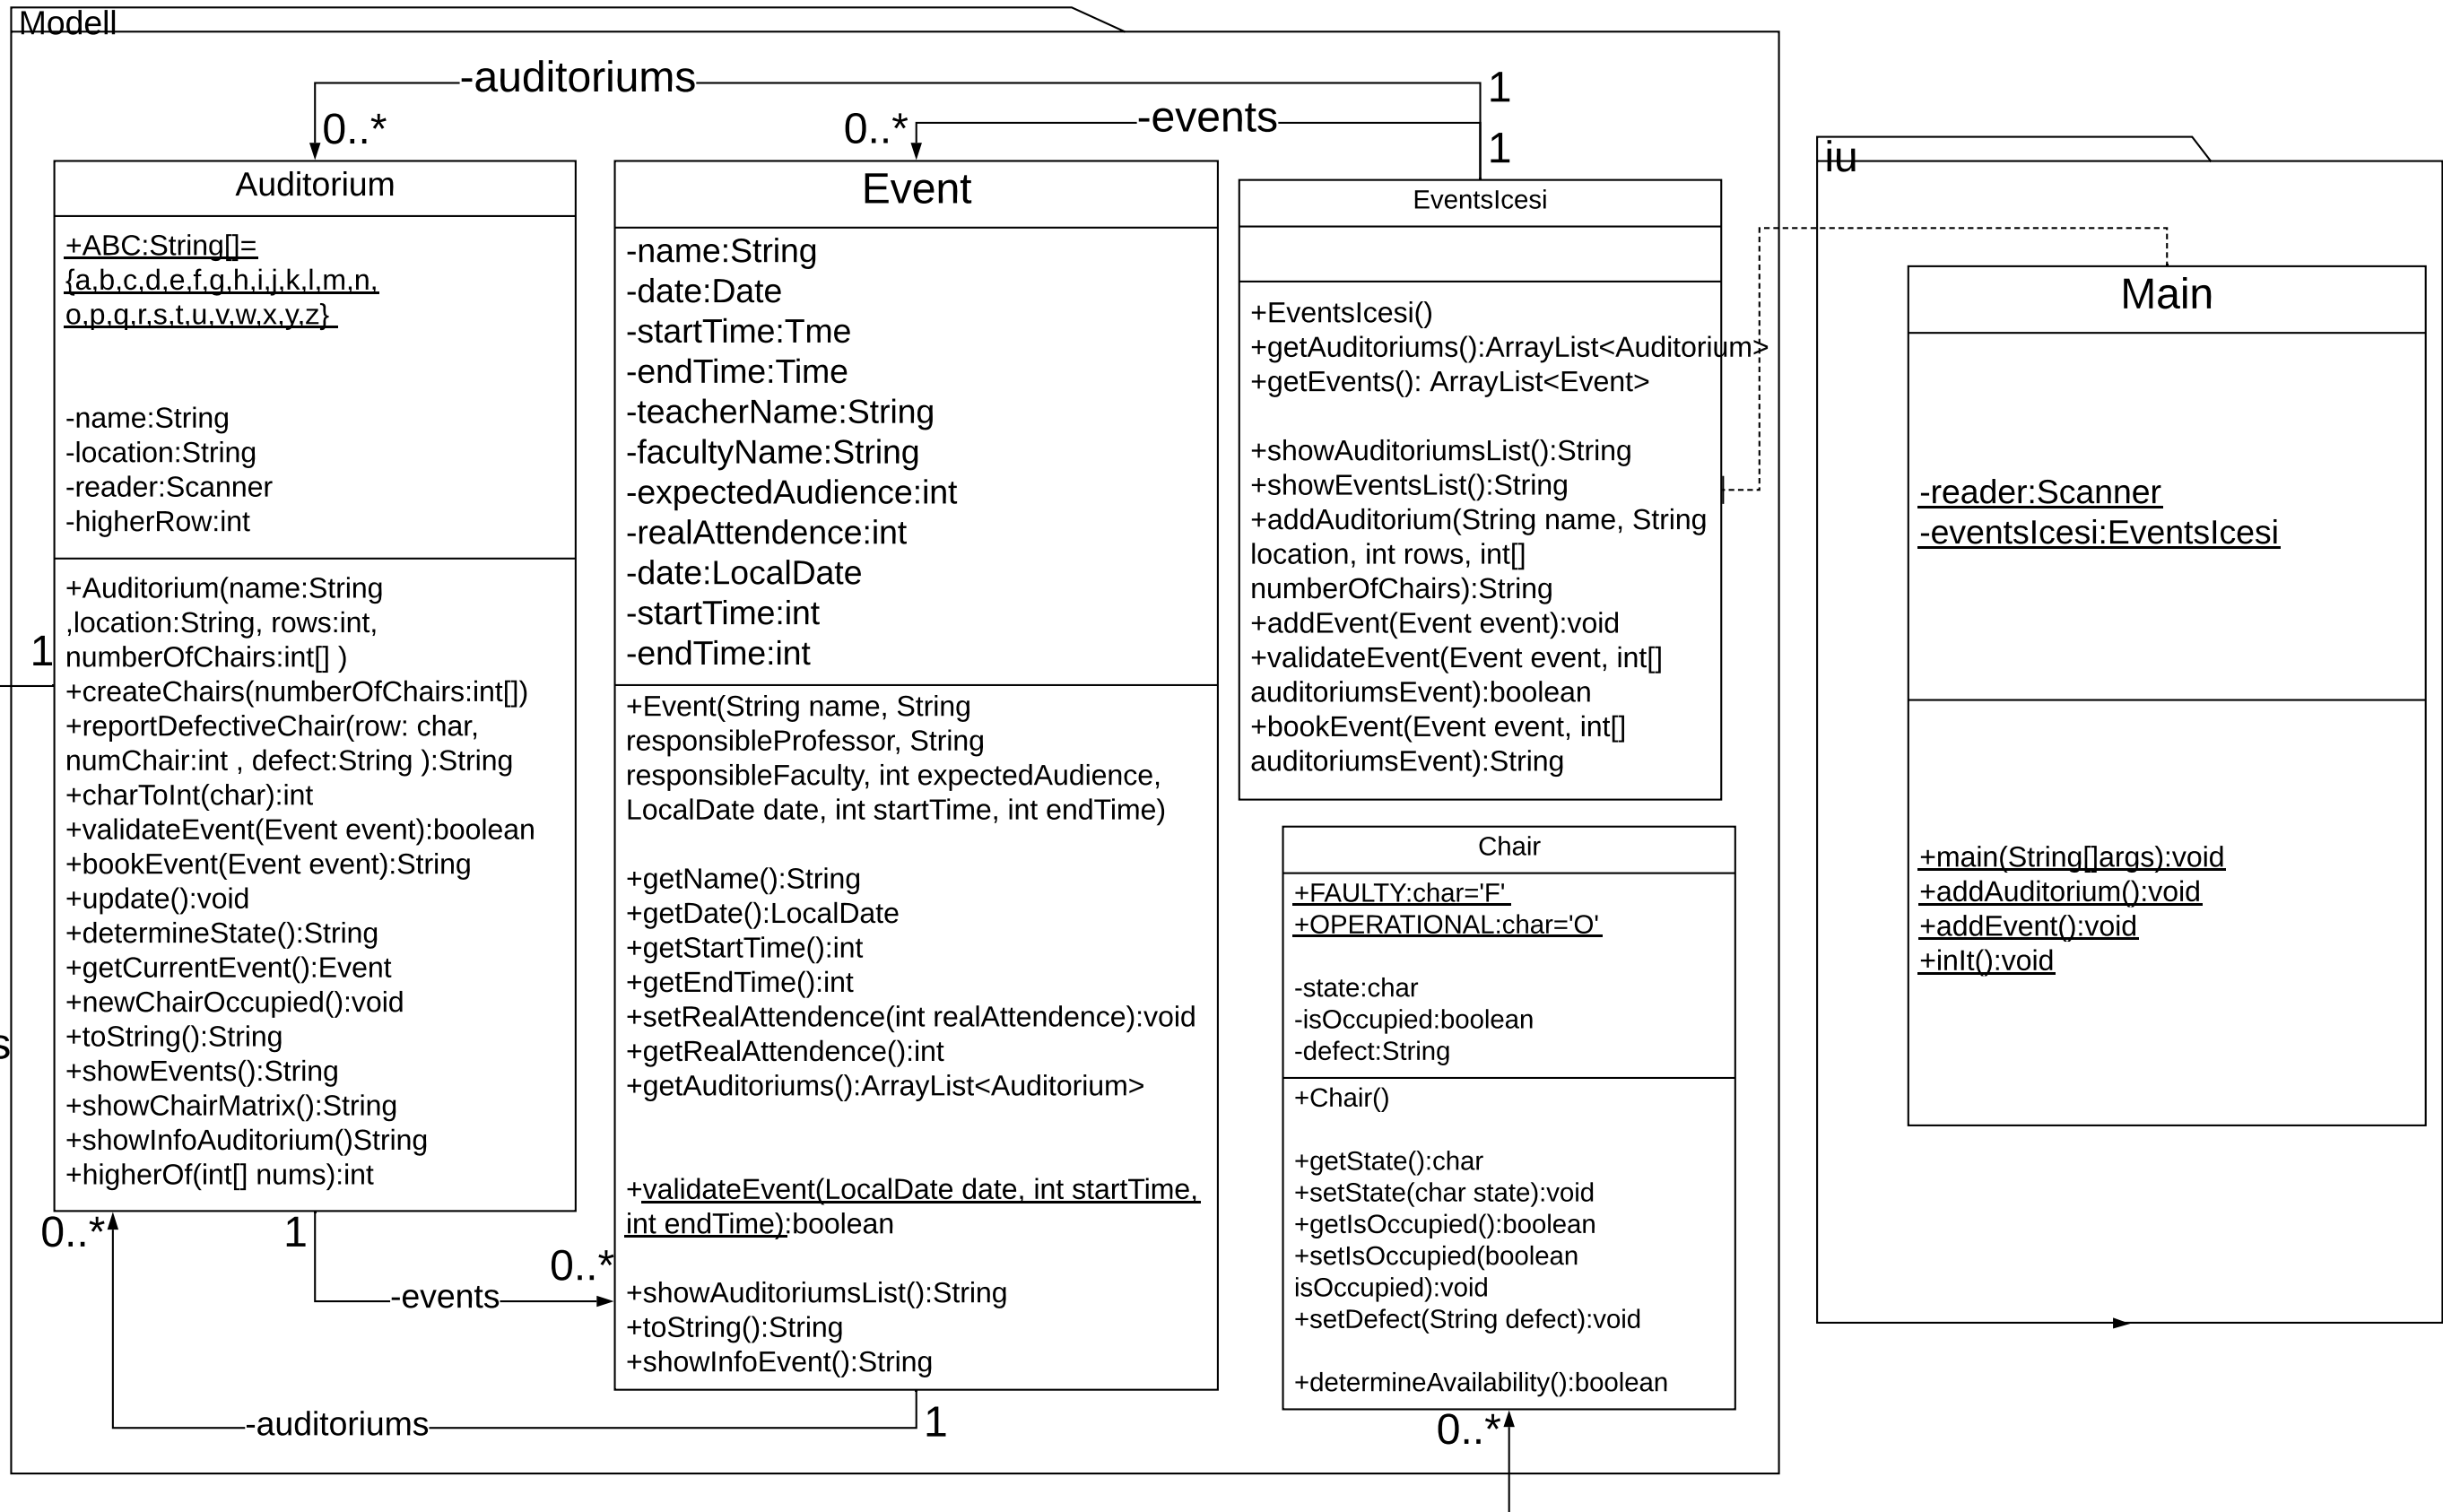 Modell
-auditoriums
1
0..*
0..*
-events
1
Auditorium
+ABC:String[]=
{a,b,c,d,e,f,g,h,i,j,k,l,m,n,
o,p,q,r,s,t,u,v,w,x,y,z}
-name:String
-location:String
-reader:Scanner
-higherRow:int
+Auditorium(name:String
,location:String, rows:int,
numberOfChairs:int[] )
+createChairs(numberOfChairs:int[])
+reportDefectiveChair(row: char,
numChair:int , defect:String ):String
+charToInt(char):int
+validateEvent(Event event):boolean
+bookEvent(Event event):String
+update():void
+determineState():String
+getCurrentEvent():Event
+newChairOccupied():void
+toString():String
+showEvents():String
+showChairMatrix():String
+showInfoAuditorium()String
+higherOf(int[] nums):int
1
s
0..*
1
0..*
-events
-auditoriums
1
Event
-name:String
-date:Date
-startTime:Tme
-endTime:Time
-teacherName:String
-facultyName:String
-expectedAudience:int
-realAttendence:int
-date:LocalDate
-startTime:int
-endTime:int
+Event(String name, String
responsibleProfessor, String
responsibleFaculty, int expectedAudience,
LocalDate date, int startTime, int endTime)
+getName():String
+getDate():LocalDate
+getStartTime():int
+getEndTime():int
+setRealAttendence(int realAttendence):void
+getRealAttendence():int
+getAuditoriums():ArrayList<Auditorium>
+validateEvent(LocalDate date, int startTime,
int endTime):boolean
+showAuditoriumsList():String
+toString():String
+showInfoEvent():String
EventsIcesi
+EventsIcesi()
+getAuditoriums():ArrayList<Auditorium>
+getEvents(): ArrayList<Event>
+showAuditoriumsList():String
+showEventsList():String
+addAuditorium(String name, String
location, int rows, int[]
numberOfChairs):String
+addEvent(Event event):void
+validateEvent(Event event, int[]
auditoriumsEvent):boolean
+bookEvent(Event event, int[]
auditoriumsEvent):String
Chair
+FAULTY:char='F'
+OPERATIONAL:char='O'
-state:char
-isOccupied:boolean
-defect:String
+Chair()
+getState():char
+setState(char state):void
+getIsOccupied():boolean
+setIsOccupied(boolean
isOccupied):void
+setDefect(String defect):void
+determineAvailability():boolean
0..*
iu
Main
-reader:Scanner
-eventsIcesi:EventsIcesi
+main(String[]args):void
+addAuditorium():void
+addEvent():void
+inIt():void